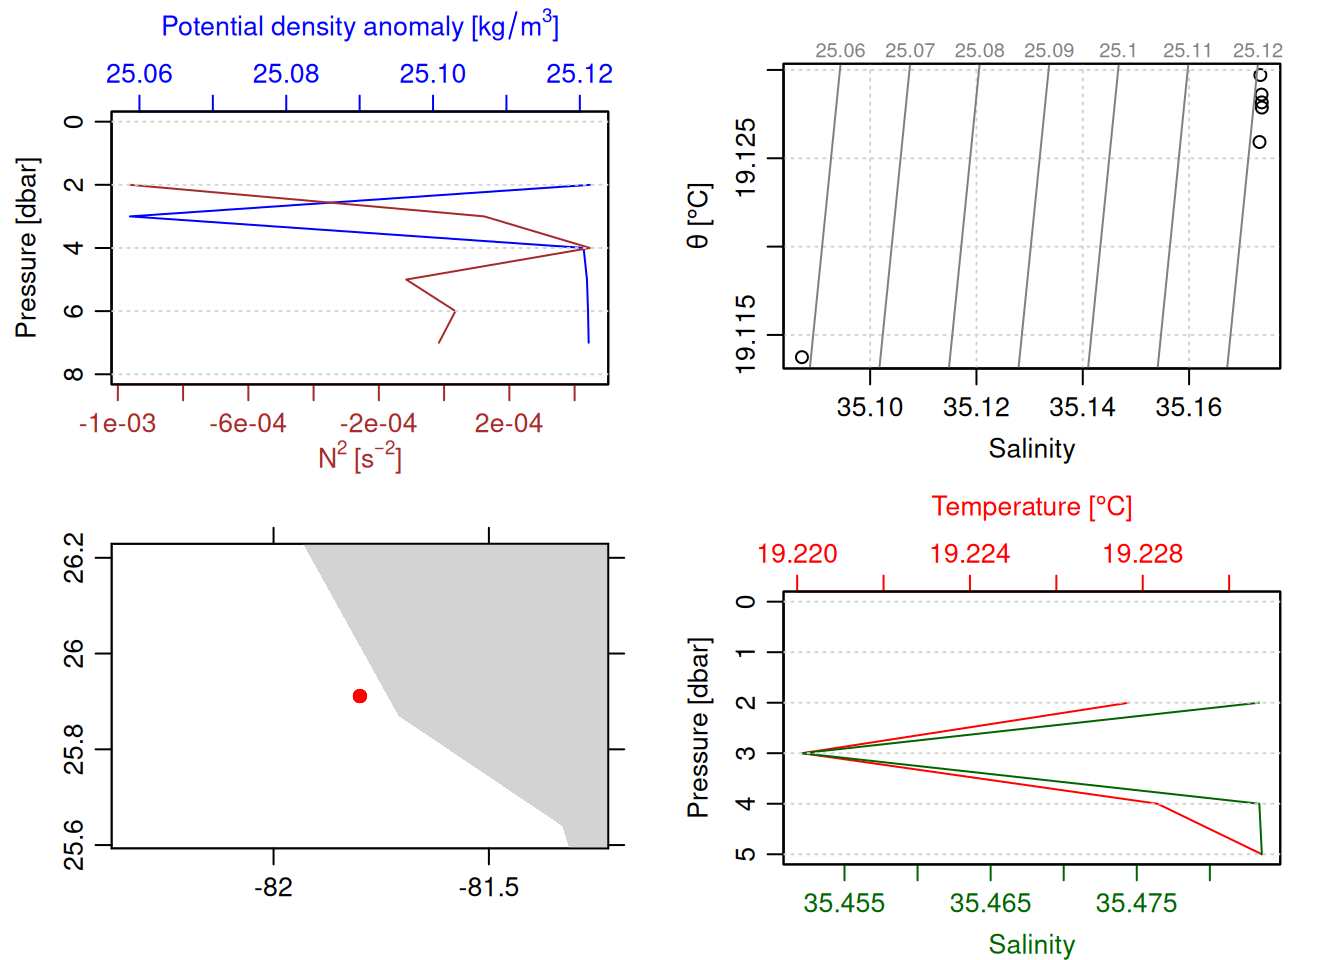 Potential density anomaly [kg/m³]
25.06 25.08 25.10 25.12
Pressure [dbar]
0
2
4
6
8
-1e-03 -6e-04 -2e-04 2e-04
N² [s⁻²]
25.06 25.07 25.08 25.09 25.1 25.11 25.12
θ [°C]
19.125
19.115
35.10 35.12 35.14 35.16
Salinity
26.2
26
25.8
25.6
-82 -81.5
Temperature [°C]
19.220 19.224 19.228
Pressure [dbar]
0
1
2
3
4
5
35.455 35.465 35.475
Salinity